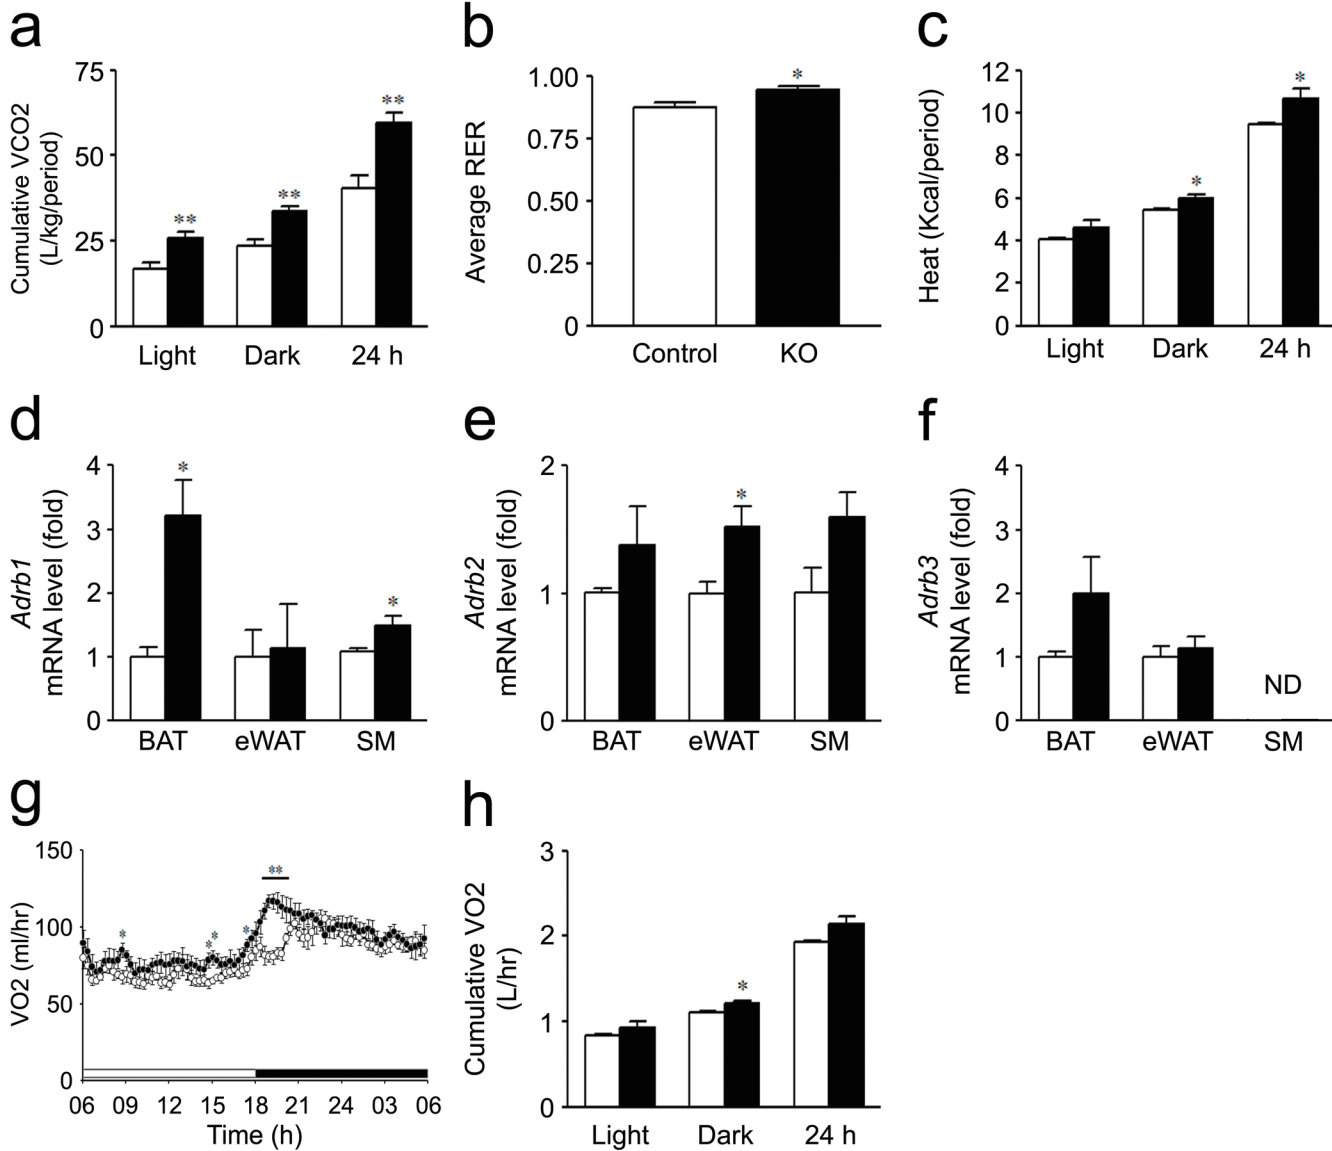 a
Cumulative VCO2
(L/kg/period)
75
50
25
0
**
**
**
Light Dark 24 h
b
Average RER
1.00
0.75
0.50
0.25
0
*
Control KO
c
Heat (Kcal/period)
12
10
8
6
4
2
0
*
*
Light Dark 24 h
d
Adrb1
mRNA level (fold)
4
3
2
1
0
*
*
BAT eWAT SM
e
Adrb2
mRNA level (fold)
2
1
0
*
BAT eWAT SM
f
Adrb3
mRNA level (fold)
4
3
2
1
0
ND
BAT eWAT SM
g
VO2 (ml/hr)
150
100
50
0
*
*
*
*
**
06 09 12 15 18 21 24 03 06
Time (h)
h
Cumulative VO2
(L/hr)
3
2
1
0
*
Light Dark 24 h